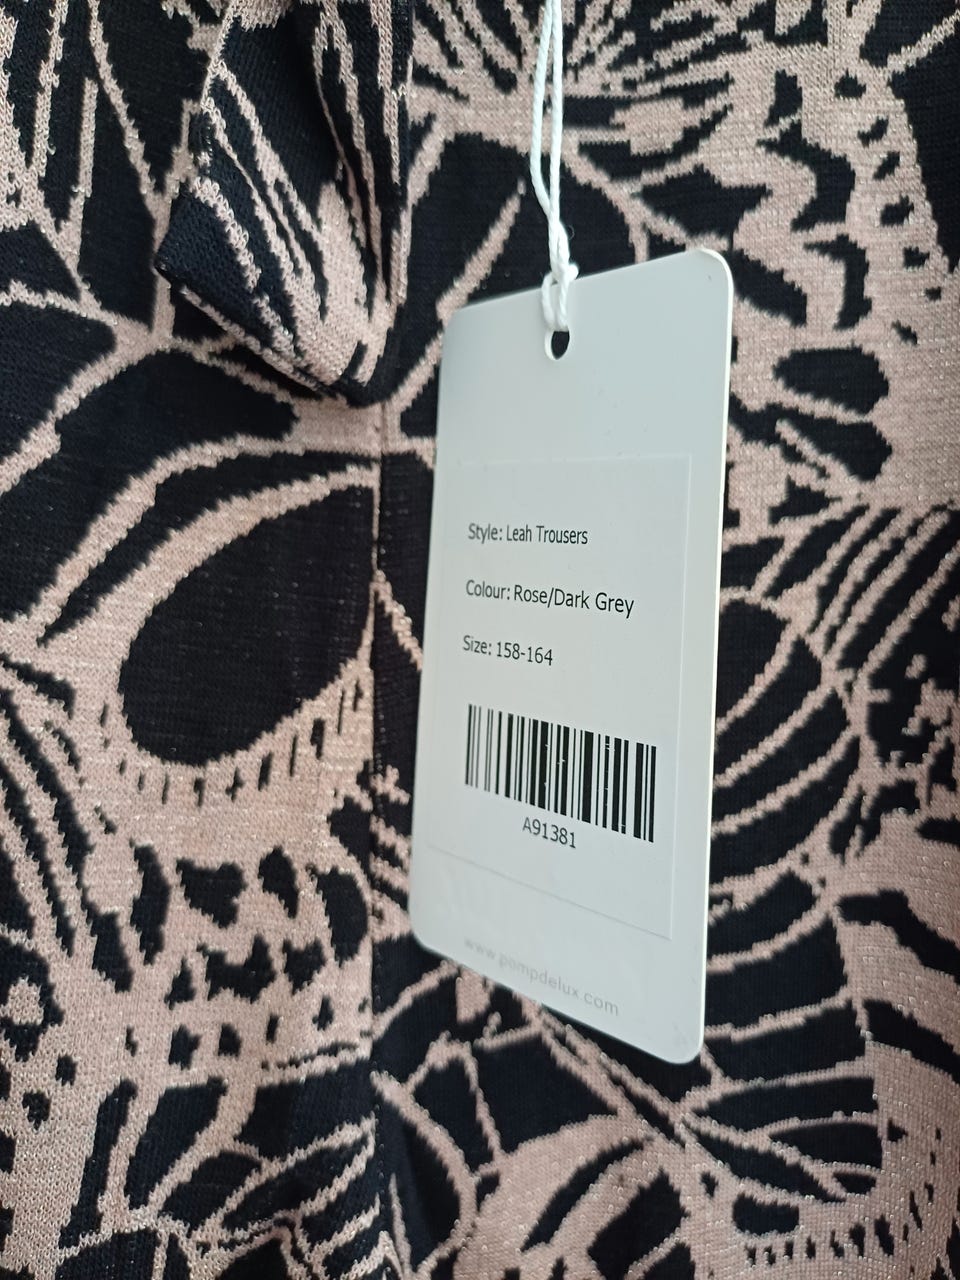 Style: Leah Trousers
Colour: Rose/Dark Grey
Size: 158-164
A91381
www.pompdelux.com